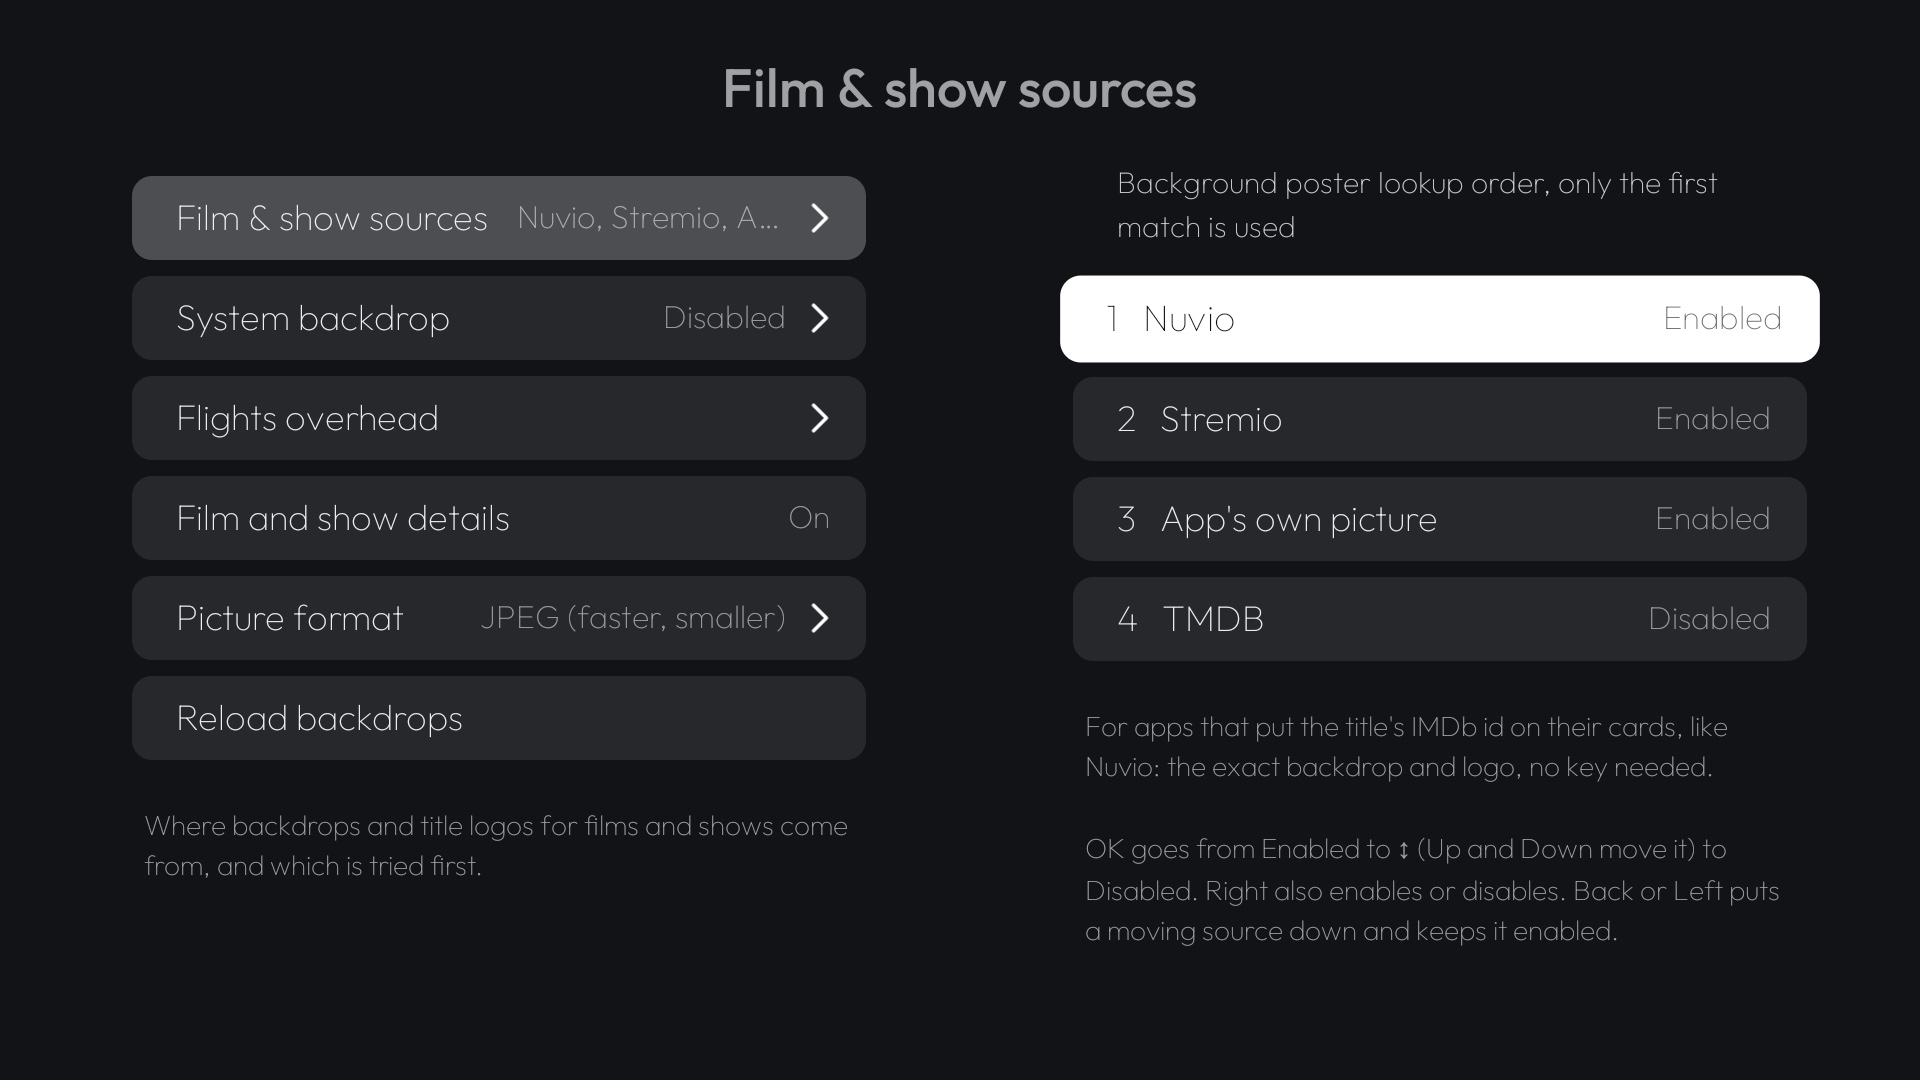 Film & show sources
Film & show sources Nuvio, Stremio, A...
System backdrop Disabled
Flights overhead
Film and show details On
Picture format JPEG (faster, smaller)
Reload backdrops
Where backdrops and title logos for films and shows come
from, and which is tried first.
Background poster lookup order, only the first
match is used
1 Nuvio Enabled
2 Stremio Enabled
3 App's own picture Enabled
4 TMDB Disabled
For apps that put the title's IMDb id on their cards, like
Nuvio: the exact backdrop and logo, no key needed.
OK goes from Enabled to ↕ (Up and Down move it) to
Disabled. Right also enables or disables. Back or Left puts
a moving source down and keeps it enabled.